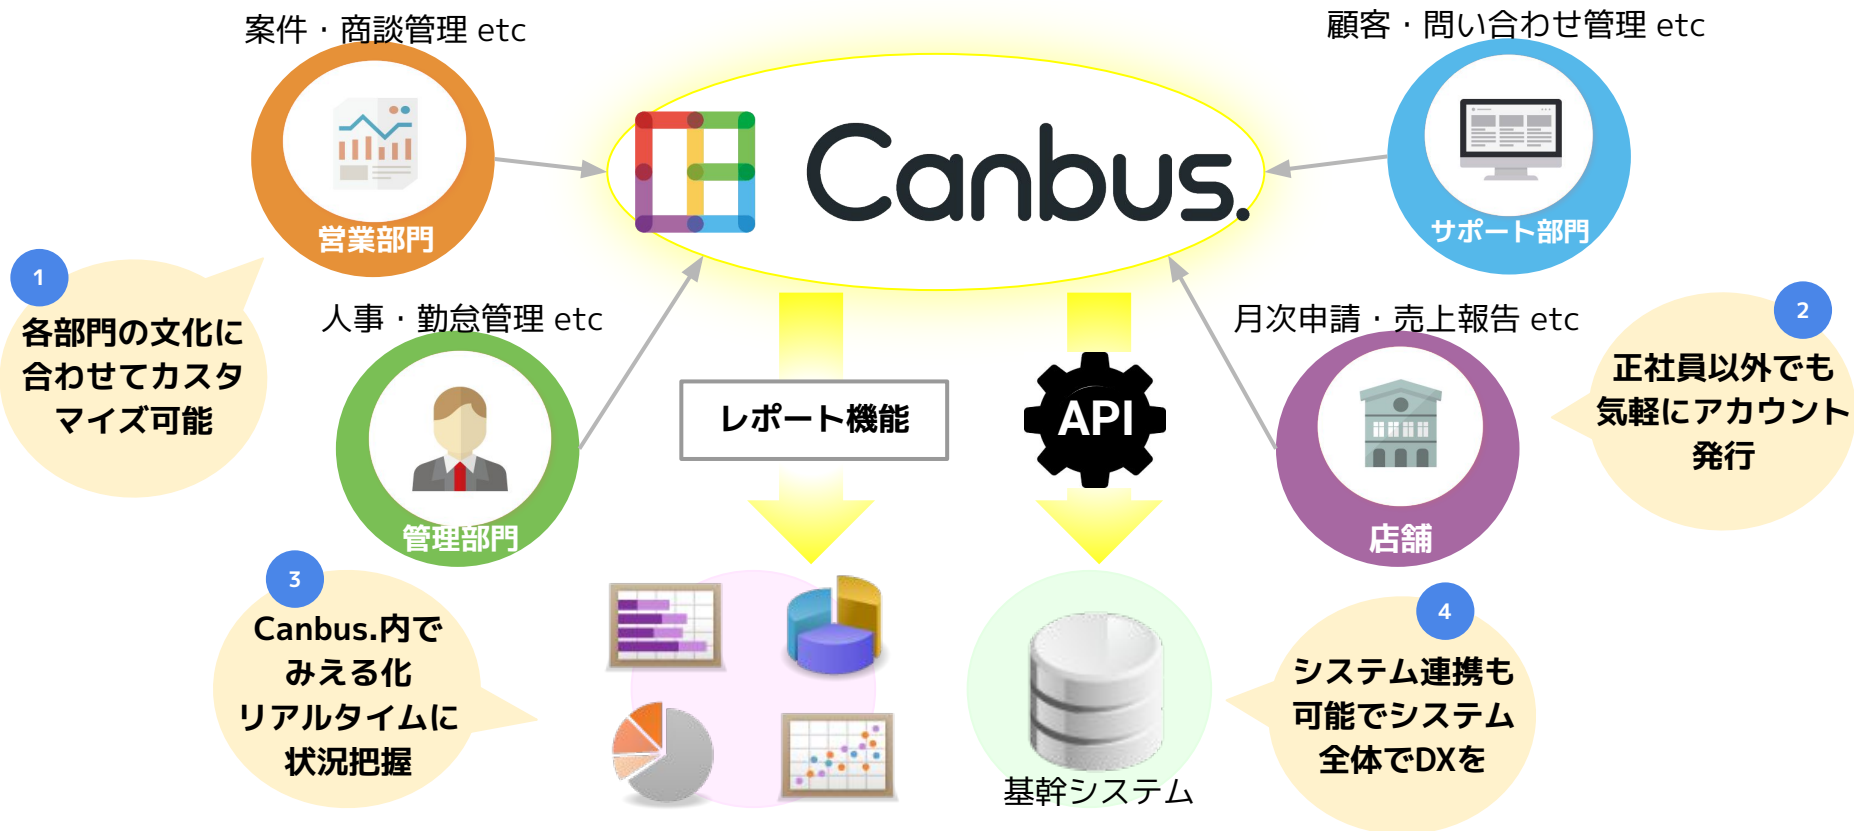 案件・商談管理 etc
顧客・問い合わせ管理 etc
Canbus.
営業部門
サポート部門
1
各部門の文化に
合わせてカスタ
マイズ可能
人事・勤怠管理 etc
月次申請・売上報告 etc
2
正社員以外でも
気軽にアカウント
発行
レポート機能
API
管理部門
店舗
3
Canbus.内で
みえる化
リアルタイムに
状況把握
4
システム連携も
可能でシステム
全体でDXを
基幹システム